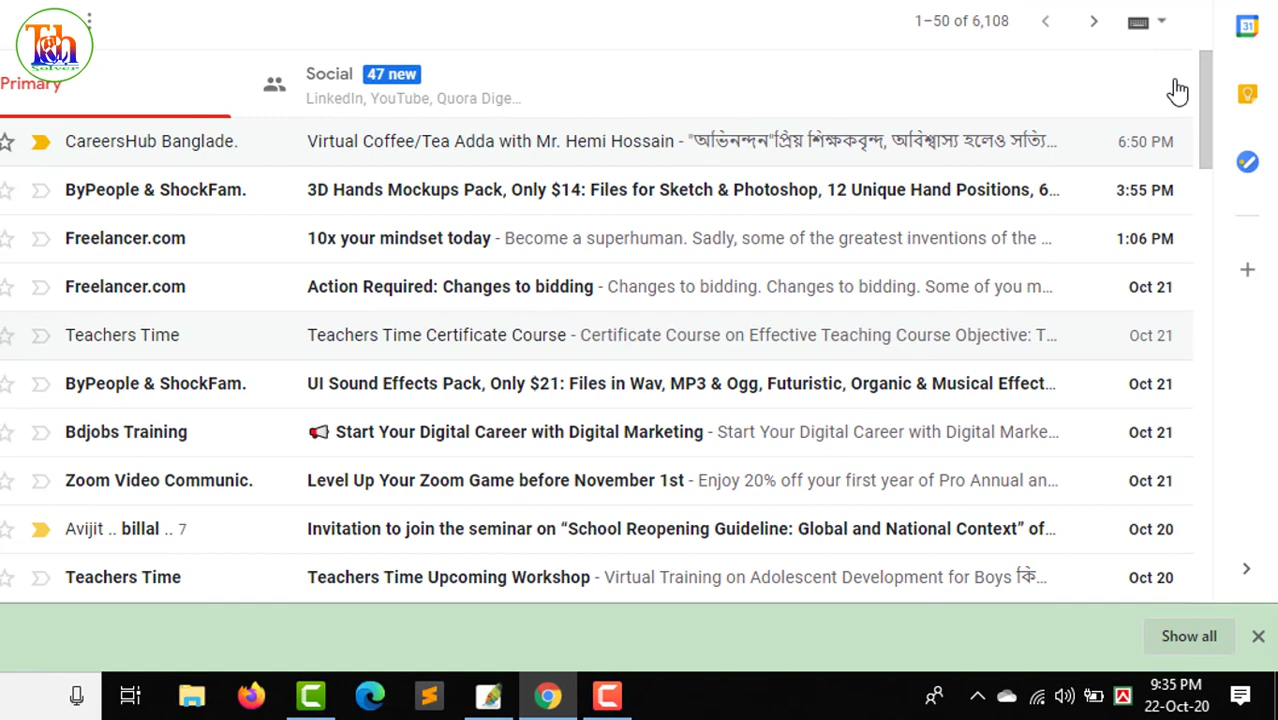 Tech
Solver
1–50 of 6,108
31
Primary
Social 47 new
LinkedIn, YouTube, Quora Dige...
CareersHub Banglade. Virtual Coffee/Tea Adda with Mr. Hemi Hossain - "অভিনন্দন"প্রিয় শিক্ষকবৃন্দ, অবিশ্বাস্য হলেও সত্যি... 6:50 PM
ByPeople & ShockFam. 3D Hands Mockups Pack, Only $14: Files for Sketch & Photoshop, 12 Unique Hand Positions, 6... 3:55 PM
Freelancer.com 10x your mindset today - Become a superhuman. Sadly, some of the greatest inventions of the ... 1:06 PM
Freelancer.com Action Required: Changes to bidding - Changes to bidding. Changes to bidding. Some of you m... Oct 21
Teachers Time Teachers Time Certificate Course - Certificate Course on Effective Teaching Course Objective: T... Oct 21
ByPeople & ShockFam. UI Sound Effects Pack, Only $21: Files in Wav, MP3 & Ogg, Futuristic, Organic & Musical Effect... Oct 21
Bdjobs Training Start Your Digital Career with Digital Marketing - Start Your Digital Career with Digital Marke... Oct 21
Zoom Video Communic. Level Up Your Zoom Game before November 1st - Enjoy 20% off your first year of Pro Annual an... Oct 21
Avijit .. billal .. 7 Invitation to join the seminar on “School Reopening Guideline: Global and National Context” of... Oct 20
Teachers Time Teachers Time Upcoming Workshop - Virtual Training on Adolescent Development for Boys কি... Oct 20
Show all
9:35 PM
22-Oct-20